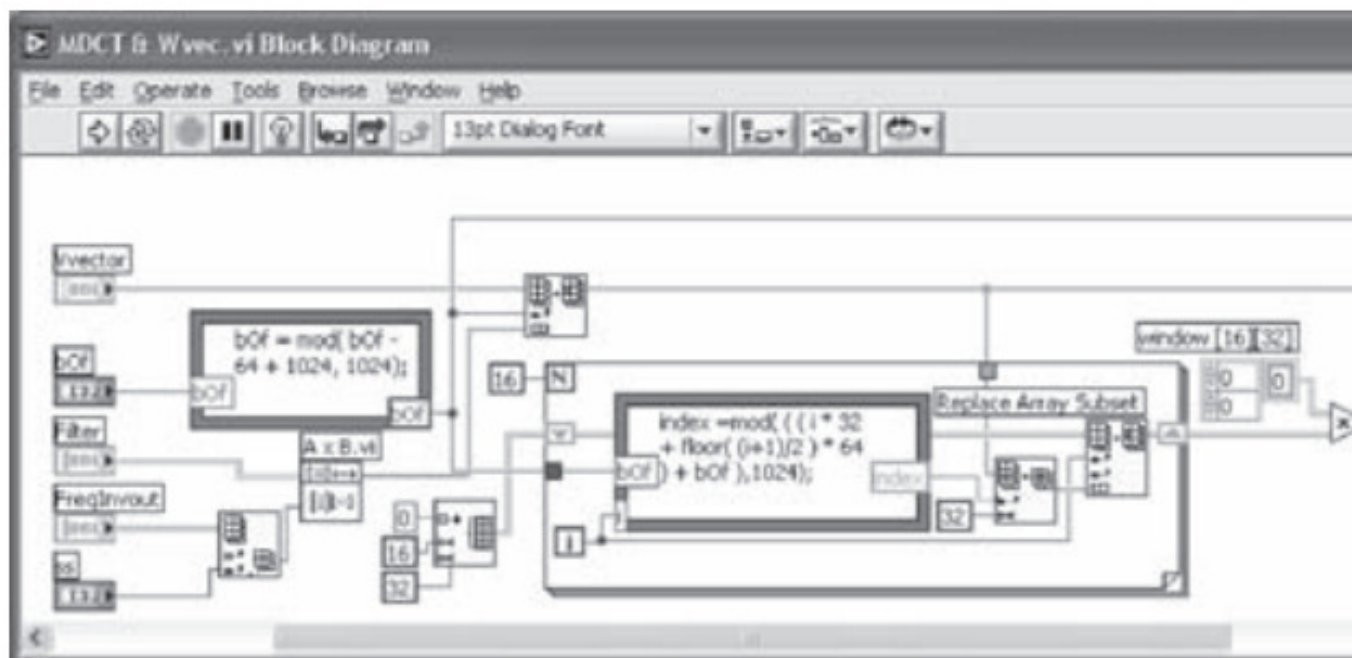 MDCT & Wvec.vi Block Diagram
File Edit Operate Tools Browse Window Help
13pt Dialog Font
Vvector
bOf = mod( bOf -
64 + 1024, 1024);
bOf
bOf
bOf
I32
Filter
A x B.vi
FreqInvout
ss
I32
0
16
32
16
N
index =mod( ( ( i * 32
+ floor( (i+1)/2 ) * 64
) + bOf ),1024);
bOf
index
i
i
32
Replace Array Subset
window [16][32]
0
0
0
x